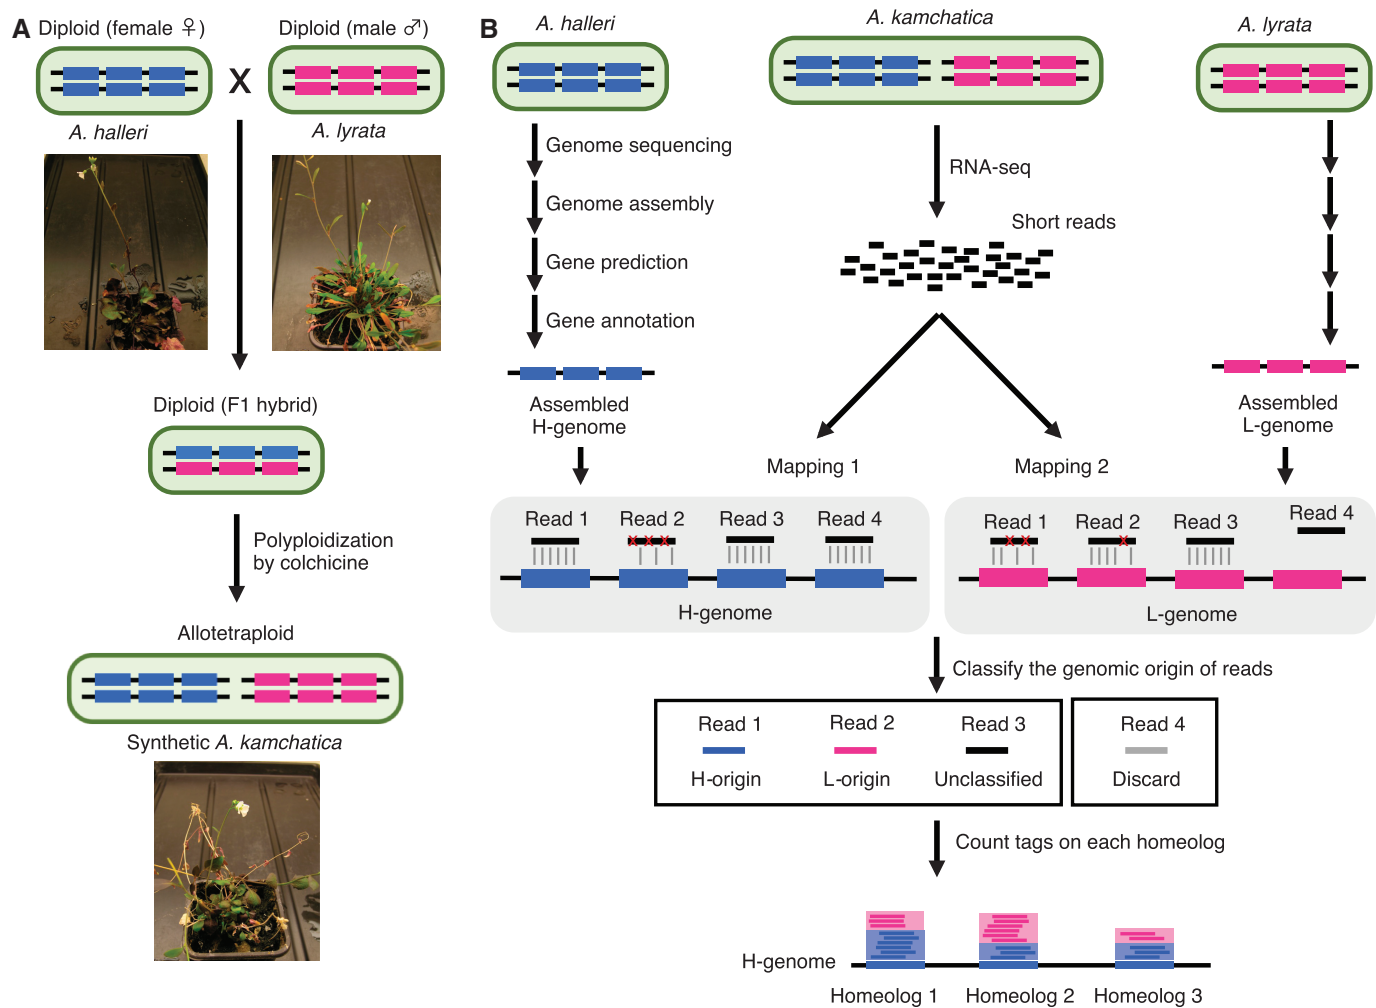 A
Diploid (female ♀)
Diploid (male ♂)
X
A. halleri
A. lyrata
Diploid (F1 hybrid)
Polyploidization
by colchicine
Allotetraploid
Synthetic A. kamchatica
B
A. halleri
A. kamchatica
A. lyrata
Genome sequencing
Genome assembly
Gene prediction
Gene annotation
RNA-seq
Short reads
Assembled
H-genome
Assembled
L-genome
Mapping 1
Mapping 2
Read 1
Read 2
Read 3
Read 4
H-genome
Read 1
Read 2
Read 3
Read 4
L-genome
Classify the genomic origin of reads
Read 1
Read 2
Read 3
Read 4
H-origin
L-origin
Unclassified
Discard
Count tags on each homeolog
H-genome
Homeolog 1
Homeolog 2
Homeolog 3